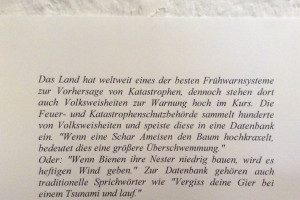 Das Land hat weltweit eines der besten Frühwarnsysteme
zur Vorhersage von Katastrophen, dennoch stehen dort
auch Volksweisheiten zur Warnung hoch im Kurs. Die
Feuer- und Katastrophenschutzbehörde sammelt hunderte
von Volksweisheiten und speiste diese in eine Datenbank
ein. "Wenn eine Schar Ameisen den Baum hochkraxelt,
bedeutet dies eine größere Überschwemmung."
Oder: "Wenn Bienen ihre Nester niedrig bauen, wird es
heftigen Wind geben." Zur Datenbank gehören auch
traditionelle Sprichwörter wie "Vergiss deine Gier bei
einem Tsunami und lauf."